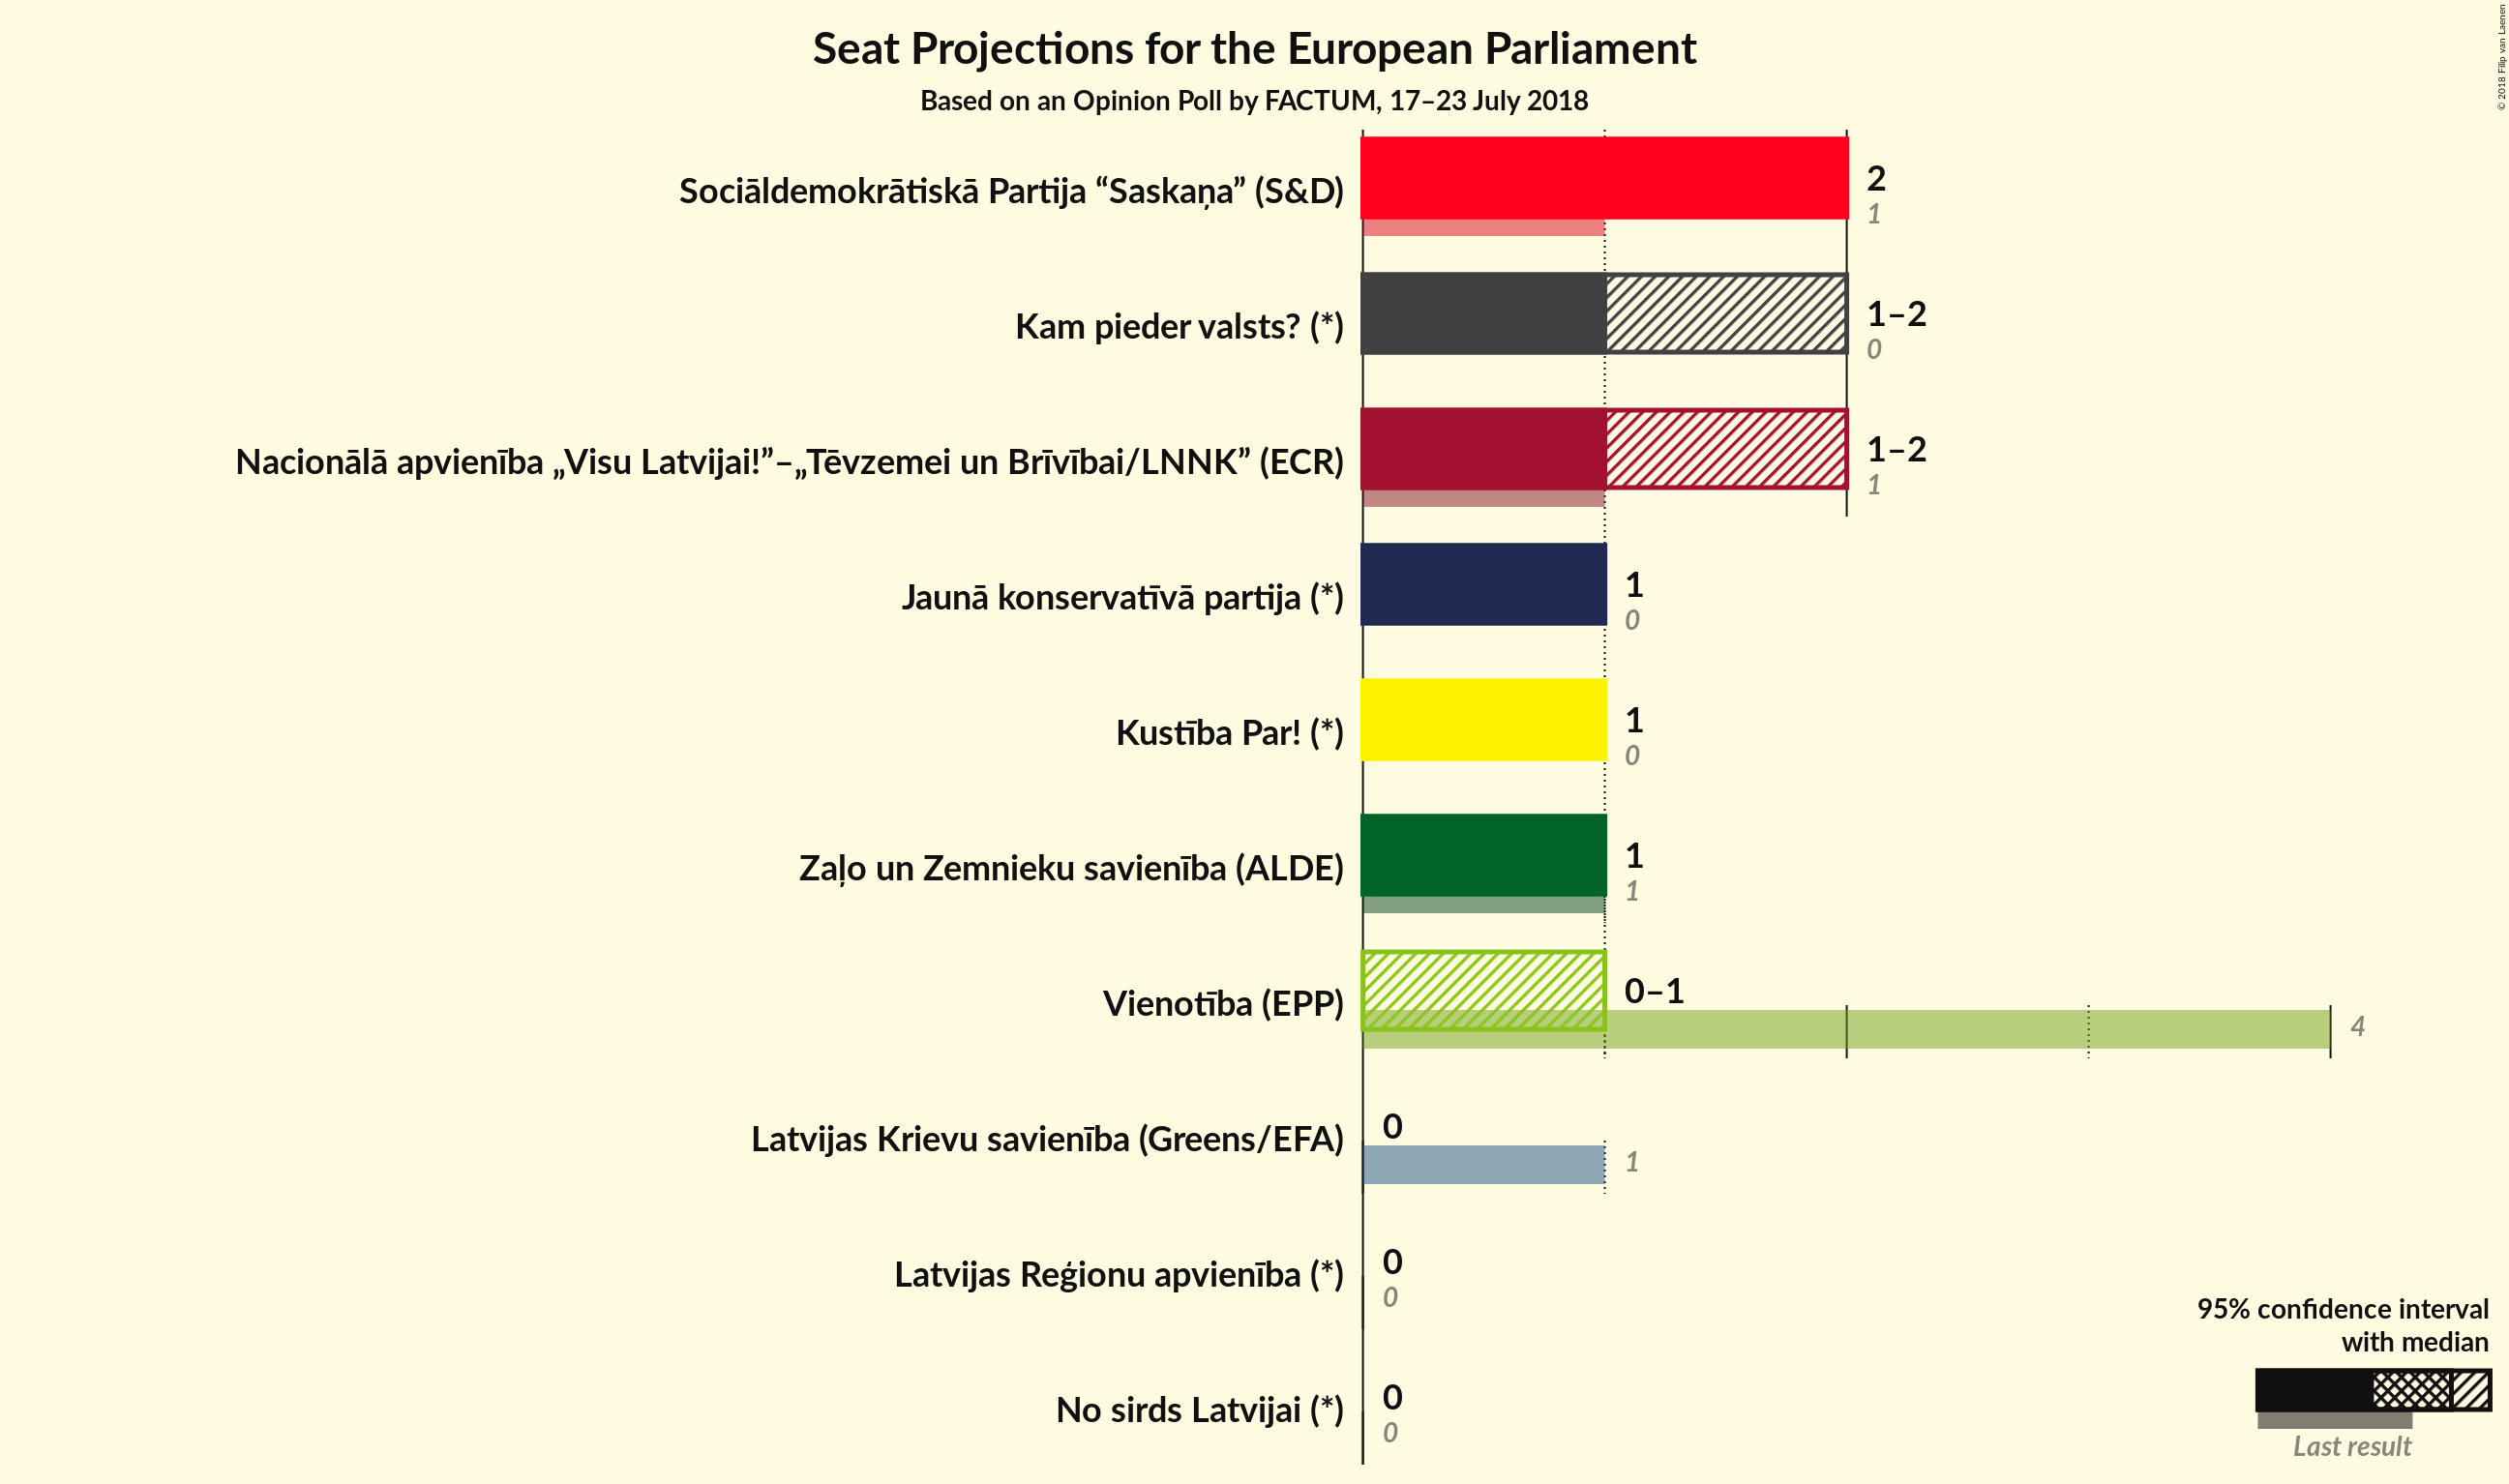 Seat Projections for the European Parliament
Based on an Opinion Poll by FACTUM, 17–23 July 2018
© 2018 Filip van Laenen
Sociāldemokrātiskā Partija “Saskaņa” (S&D)
2
1
Kam pieder valsts? (*)
1–2
0
Nacionālā apvienība „Visu Latvijai!”–„Tēvzemei un Brīvībai/LNNK” (ECR)
1–2
1
Jaunā konservatīvā partija (*)
1
0
Kustība Par! (*)
1
0
Zaļo un Zemnieku savienība (ALDE)
1
1
Vienotība (EPP)
0–1
4
Latvijas Krievu savienība (Greens/EFA)
0
1
Latvijas Reģionu apvienība (*)
0
0
No sirds Latvijai (*)
0
0
95% confidence interval
with median
Last result